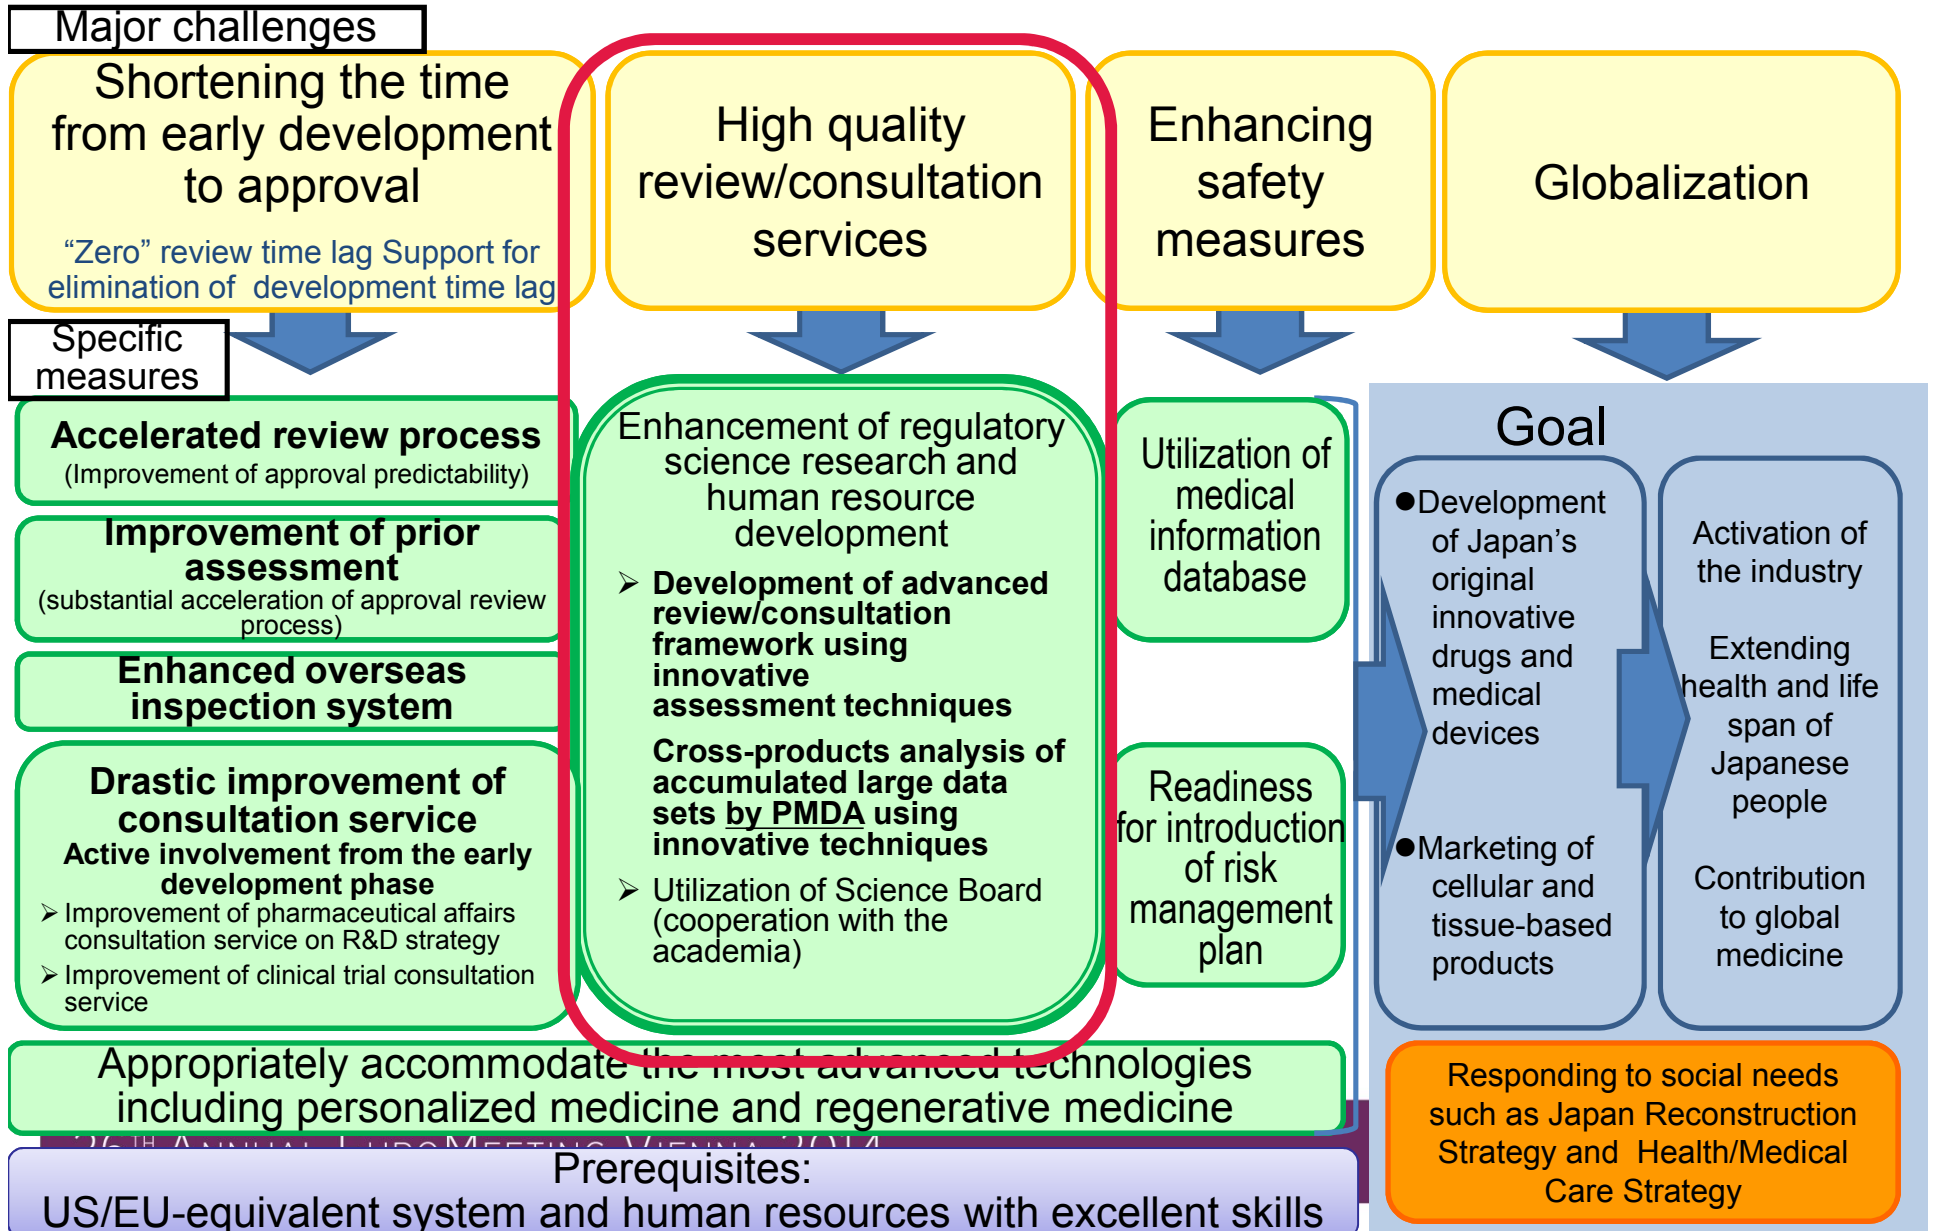 Major challenges
Shortening the time
from early development
to approval
“Zero” review time lag Support for
elimination of development time lag
High quality
review/consultation
services
Enhancing
safety
measures
Globalization
Specific
measures
Accelerated review process
(Improvement of approval predictability)
Improvement of prior
assessment
(substantial acceleration of approval review
process)
Enhanced overseas
inspection system
Drastic improvement of
consultation service
Active involvement from the early
development phase
➢ Improvement of pharmaceutical affairs
consultation service on R&D strategy
➢ Improvement of clinical trial consultation
service
Enhancement of regulatory
science research and
human resource
development
➢ Development of advanced
review/consultation
framework using
innovative
assessment techniques
Cross-products analysis of
accumulated large data
sets by PMDA using
innovative techniques
➢ Utilization of Science Board
(cooperation with the
academia)
Utilization of
medical
information
database
Readiness
for introduction
of risk
management
plan
Goal
●Development
of Japan’s
original
innovative
drugs and
medical
devices
●Marketing of
cellular and
tissue-based
products
Activation of
the industry
Extending
health and life
span of
Japanese
people
Contribution
to global
medicine
Appropriately accommodate the most advanced technologies
including personalized medicine and regenerative medicine
26TH ANNUAL EUROMEETING VIENNA 2014
Prerequisites:
US/EU-equivalent system and human resources with excellent skills
Responding to social needs
such as Japan Reconstruction
Strategy and Health/Medical
Care Strategy